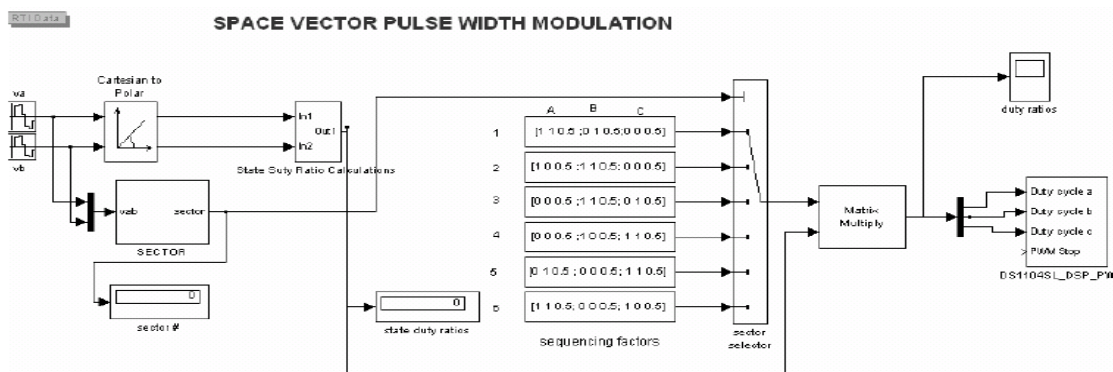 RTI Data
SPACE VECTOR PULSE WIDTH MODULATION
va
vb
Cartesian to
Polar
In1
In2
Out1
State Duty Ratio Calculations
vab
sector
SECTOR
0
sector #
0
state duty ratios
A B C
1 [1 1 0.5 ;0 1 0.5;0 0 0.5]
2 [1 0 0.5 ;1 1 0.5; 0 0 0.5]
3 [0 0 0.5 ;1 1 0.5; 0 1 0.5]
4 [0 0 0.5 ;1 0 0.5; 1 1 0.5]
5 [0 1 0.5 ; 0 0 0.5; 1 1 0.5]
6 [1 1 0.5; 0 0 0.5; 1 0 0.5]
sequencing factors
sector
selector
Matrix
Multiply
duty ratios
Duty cycle a
Duty cycle b
Duty cycle c
PWM Stop
DS1104SL_DSP_PW